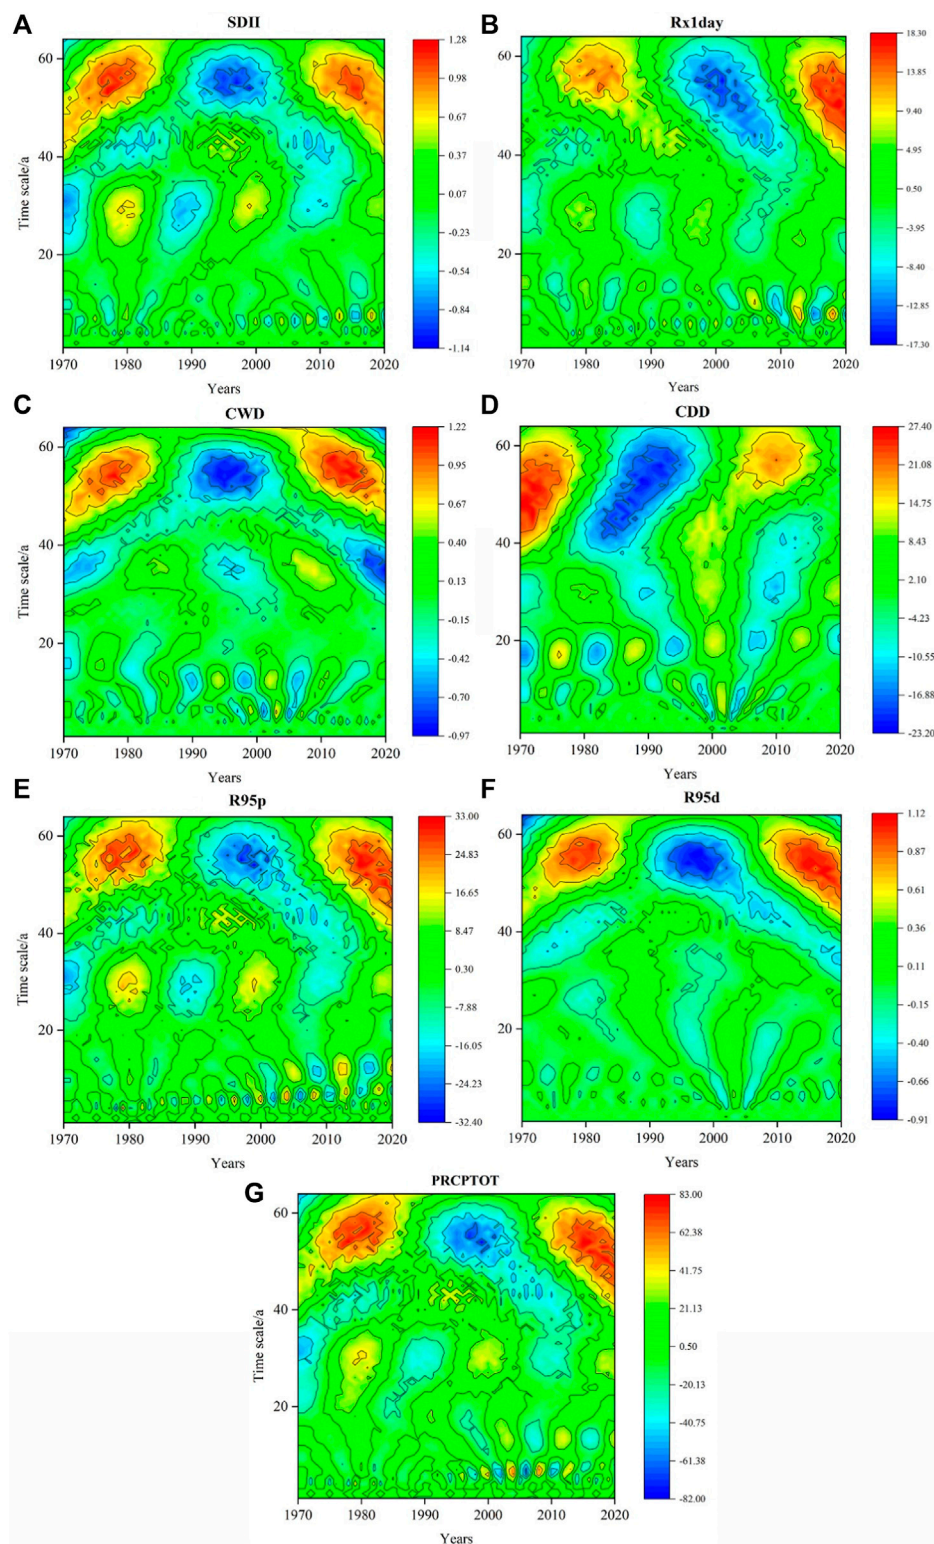 A
SDII
Time scale/a
60
40
20
1970 1980 1990 2000 2010 2020
Years
1.28
0.98
0.67
0.37
0.07
-0.23
-0.54
-0.84
-1.14
B
Rx1day
60
40
20
1970 1980 1990 2000 2010 2020
Years
18.30
13.85
9.40
4.95
0.50
-3.95
-8.40
-12.85
-17.30
C
CWD
Time scale/a
60
40
20
1970 1980 1990 2000 2010 2020
Years
1.22
0.95
0.67
0.40
0.13
-0.15
-0.42
-0.70
-0.97
D
CDD
60
40
20
1970 1980 1990 2000 2010 2020
Years
27.40
21.08
14.75
8.43
2.10
-4.23
-10.55
-16.88
-23.20
E
R95p
Time scale/a
60
40
20
1970 1980 1990 2000 2010 2020
Years
33.00
24.83
16.65
8.47
0.30
-7.88
-16.05
-24.23
-32.40
F
R95d
60
40
20
1970 1980 1990 2000 2010 2020
Years
1.12
0.87
0.61
0.36
0.11
-0.15
-0.40
-0.66
-0.91
G
PRCPTOT
Time scale/a
60
40
20
1970 1980 1990 2000 2010 2020
Years
83.00
62.38
41.75
21.13
0.50
-20.13
-40.75
-61.38
-82.00